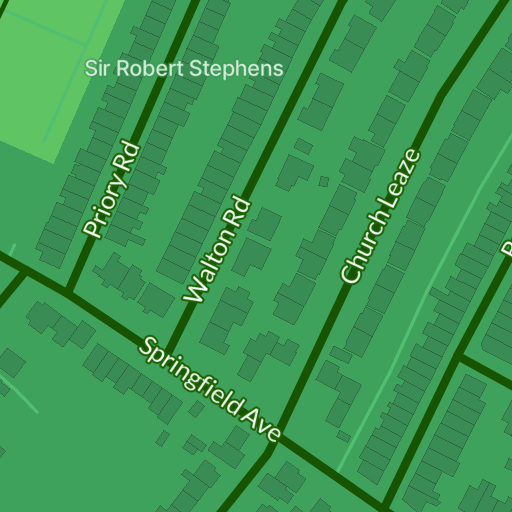 Sir Robert Stephens
Priory Rd
Walton Rd
Church Leaze
Springfield Ave